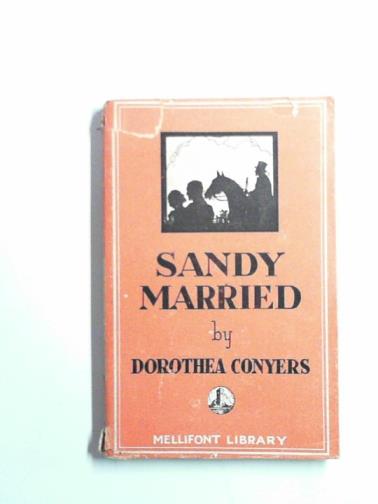 SANDY
MARRIED
by
DOROTHEA CONYERS
MELLIFONT LIBRARY